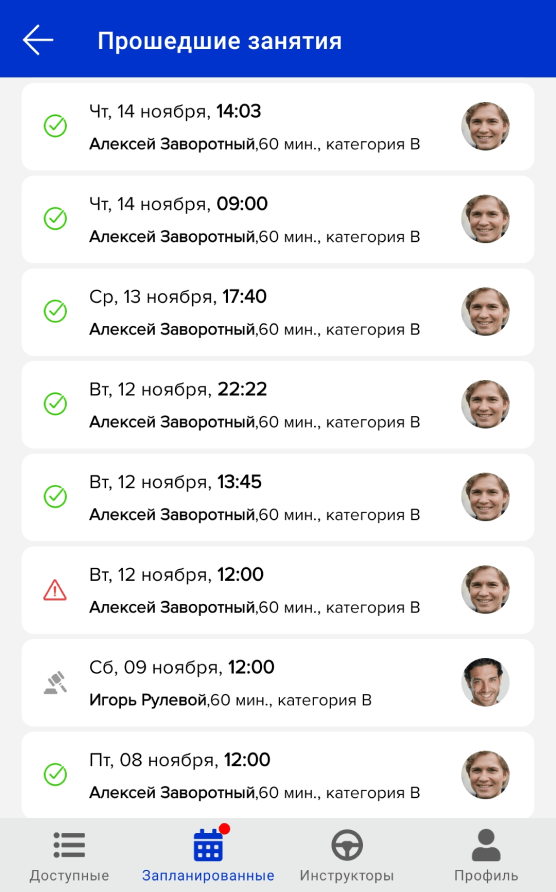 Прошедшие занятия
Чт, 14 ноября, 14:03
Алексей Заворотный,60 мин., категория B
Чт, 14 ноября, 09:00
Алексей Заворотный,60 мин., категория B
Ср, 13 ноября, 17:40
Алексей Заворотный,60 мин., категория B
Вт, 12 ноября, 22:22
Алексей Заворотный,60 мин., категория B
Вт, 12 ноября, 13:45
Алексей Заворотный,60 мин., категория B
Вт, 12 ноября, 12:00
Алексей Заворотный,60 мин., категория B
Сб, 09 ноября, 12:00
Игорь Рулевой,60 мин., категория B
Пт, 08 ноября, 12:00
Алексей Заворотный,60 мин., категория B
Доступные Запланированные Инструкторы Профиль